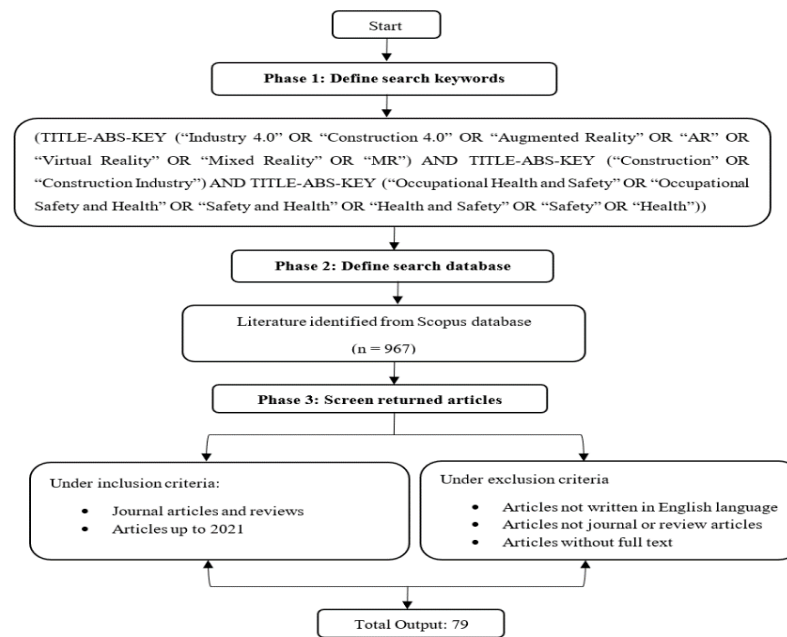 Start
Phase 1: Define search keywords
(TITLE-ABS-KEY (“Industry 4.0” OR “Construction 4.0” OR “Augmented Reality” OR “AR” OR
“Virtual Reality” OR “Mixed Reality” OR “MR”) AND TITLE-ABS-KEY (“Construction” OR
“Construction Industry”) AND TITLE-ABS-KEY (“Occupational Health and Safety” OR “Occupational
Safety and Health” OR “Safety and Health” OR “Health and Safety” OR “Safety” OR “Health”))
Phase 2: Define search database
Literature identified from Scopus database
(n = 967)
Phase 3: Screen returned articles
Under inclusion criteria:
• Journal articles and reviews
• Articles up to 2021
Under exclusion criteria
• Articles not written in English language
• Articles not journal or review articles
• Articles without full text
Total Output: 79